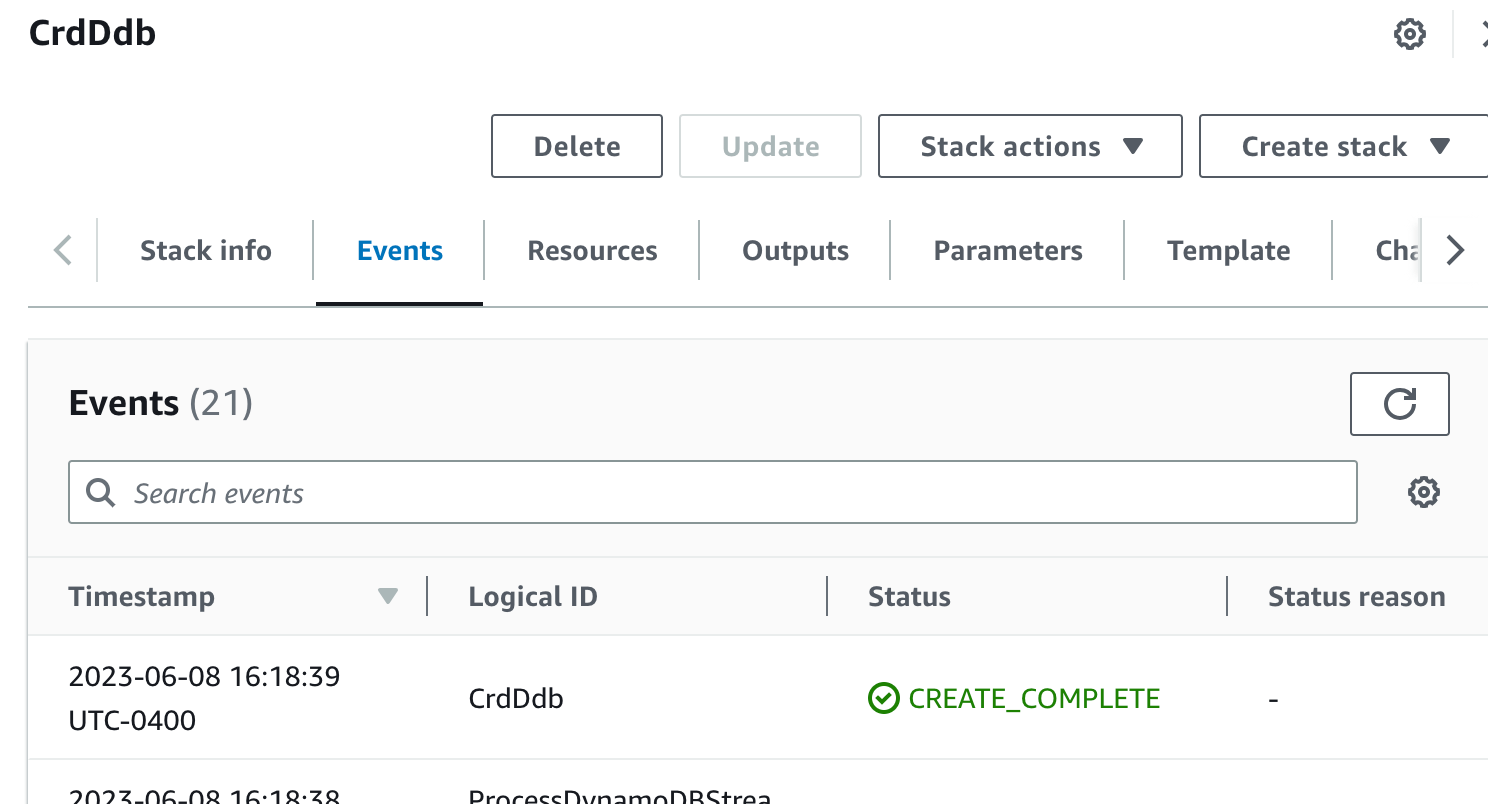 CrdDdb
Delete
Update
Stack actions
Create stack
Stack info
Events
Resources
Outputs
Parameters
Template
Cha
Events (21)
Search events
Timestamp
Logical ID
Status
Status reason
2023-06-08 16:18:39
UTC-0400
CrdDdb
CREATE_COMPLETE
-
2023-06-08 16:18:38
ProcessDynamoDBStrea